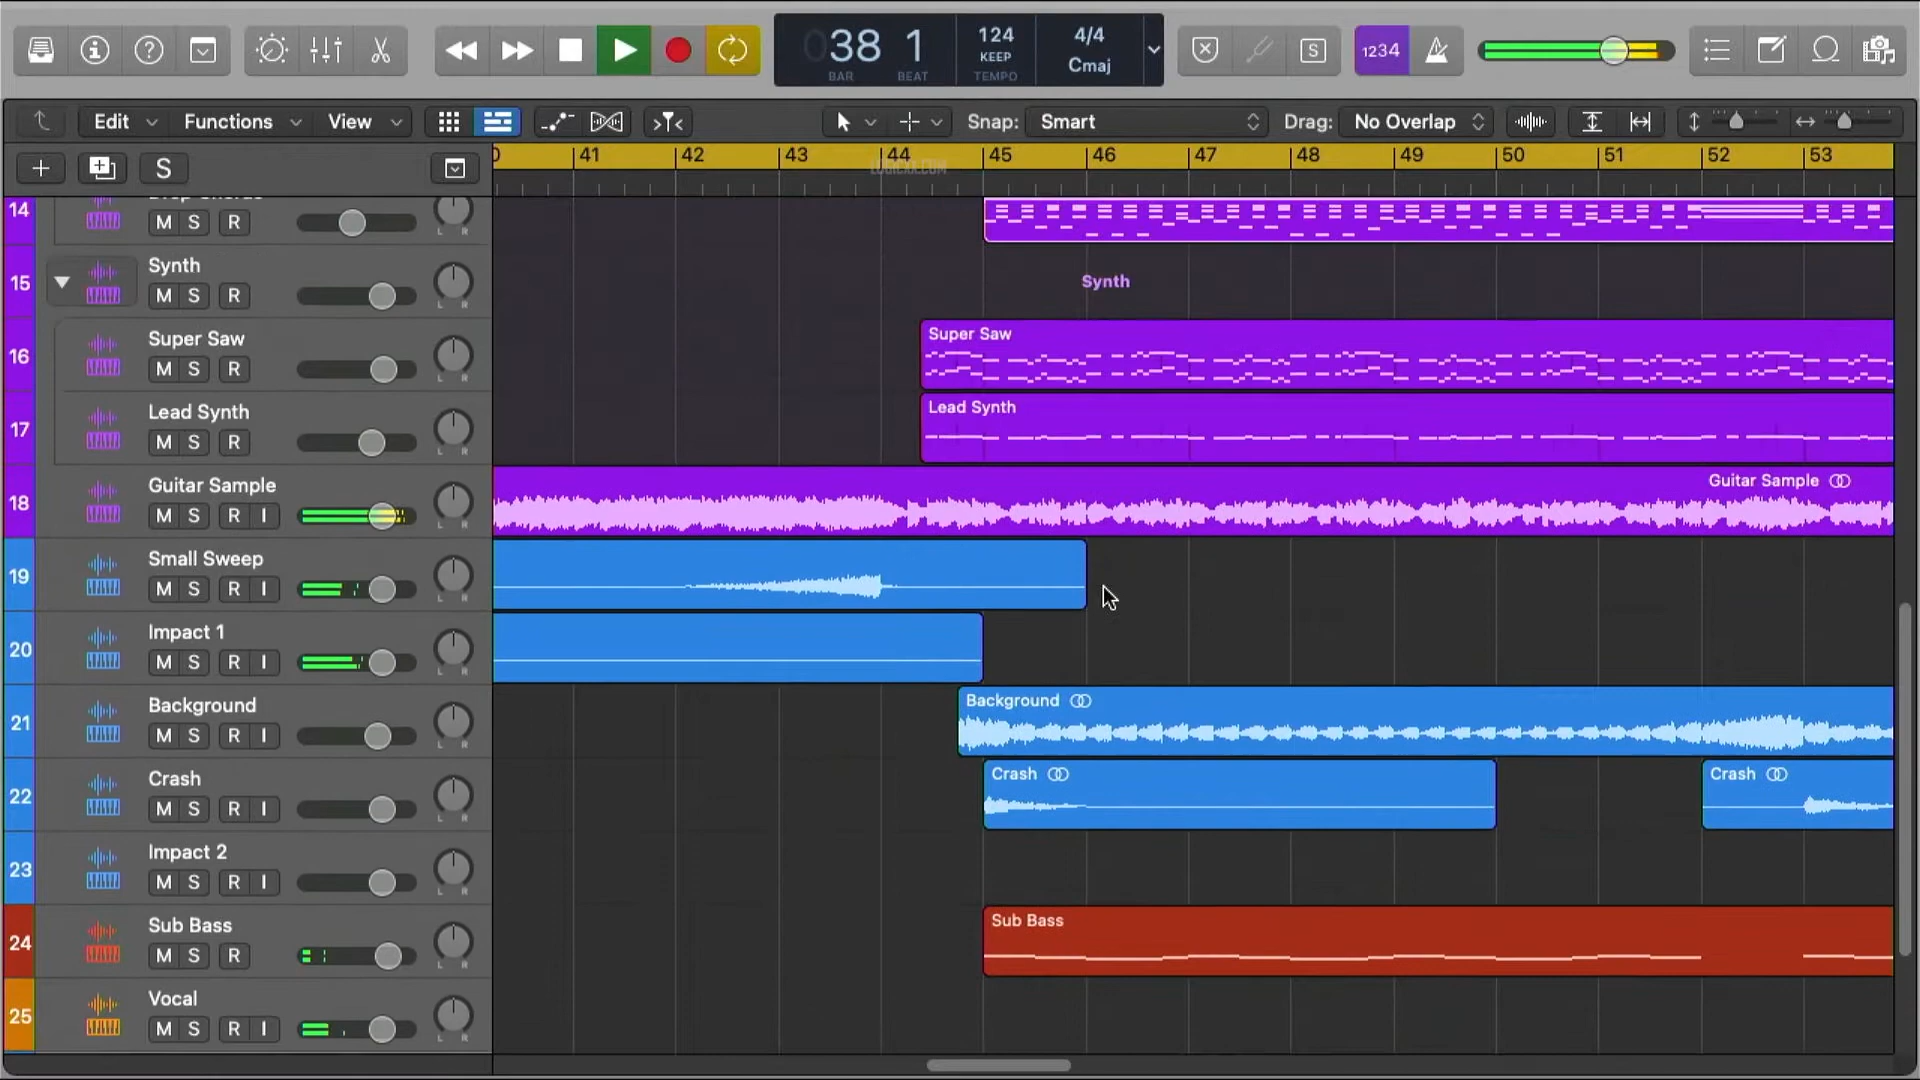 038 1 124 4/4
KEEP Cmaj
BAR BEAT TEMPO
S 1234
Edit Functions View Snap: Smart Drag: No Overlap
S
41 42 43 44 45 46 47 48 49 50 51 52 53
LOGICXX.COM
14
M S R
L R
15 Synth
M S R
L R
Synth
16 Super Saw
M S R
L R
Super Saw
17 Lead Synth
M S R
L R
Lead Synth
18 Guitar Sample
M S R I
L R
Guitar Sample
19 Small Sweep
M S R I
L R
20 Impact 1
M S R I
L R
21 Background
M S R I
L R
Background
22 Crash
M S R I
L R
Crash Crash
23 Impact 2
M S R I
L R
24 Sub Bass
M S R
L R
Sub Bass
25 Vocal
M S R I
L R